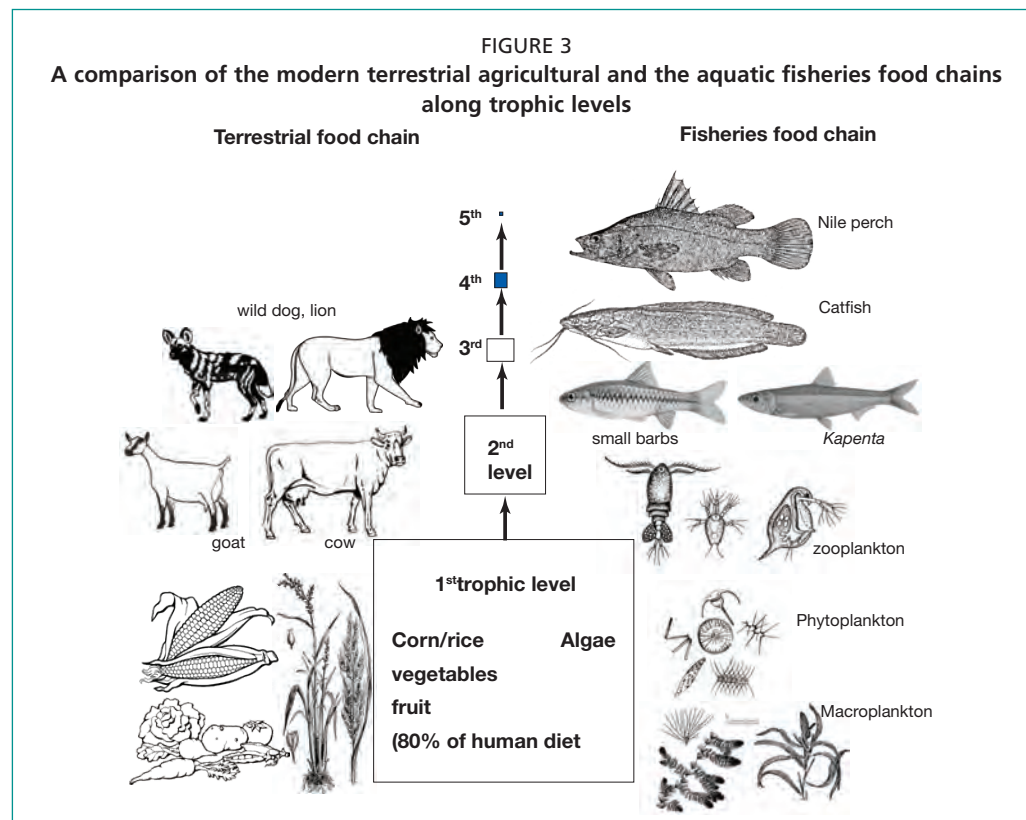 FIGURE 3
A comparison of the modern terrestrial agricultural and the aquatic fisheries food chains
along trophic levels
Terrestrial food chain
Fisheries food chain
5th
Nile perch
4th
wild dog, lion
Catfish
3rd
small barbs
Kapenta
2nd
level
goat
cow
zooplankton
1sttrophic level
Corn/rice Algae
vegetables
fruit
(80% of human diet
Phytoplankton
Macroplankton